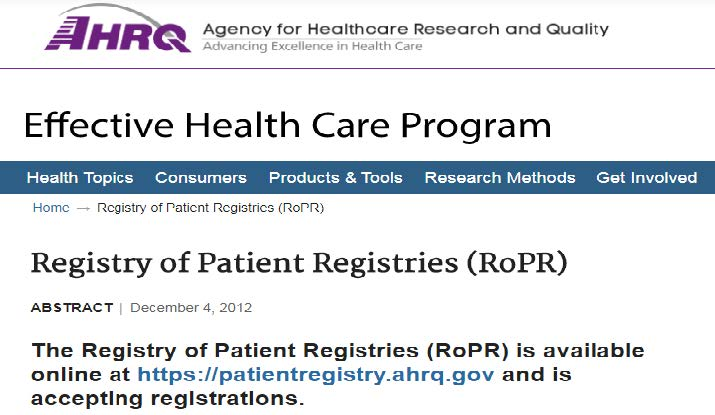 AHRQ Agency for Healthcare Research and Quality
Advancing Excellence in Health Care
Effective Health Care Program
Health Topics Consumers Products & Tools Research Methods Get Involved
Home → Registry of Patient Registries (RoPR)
Registry of Patient Registries (RoPR)
ABSTRACT | December 4, 2012
The Registry of Patient Registries (RoPR) is available
online at https://patientregistry.ahrq.gov and is
accepting registrations.